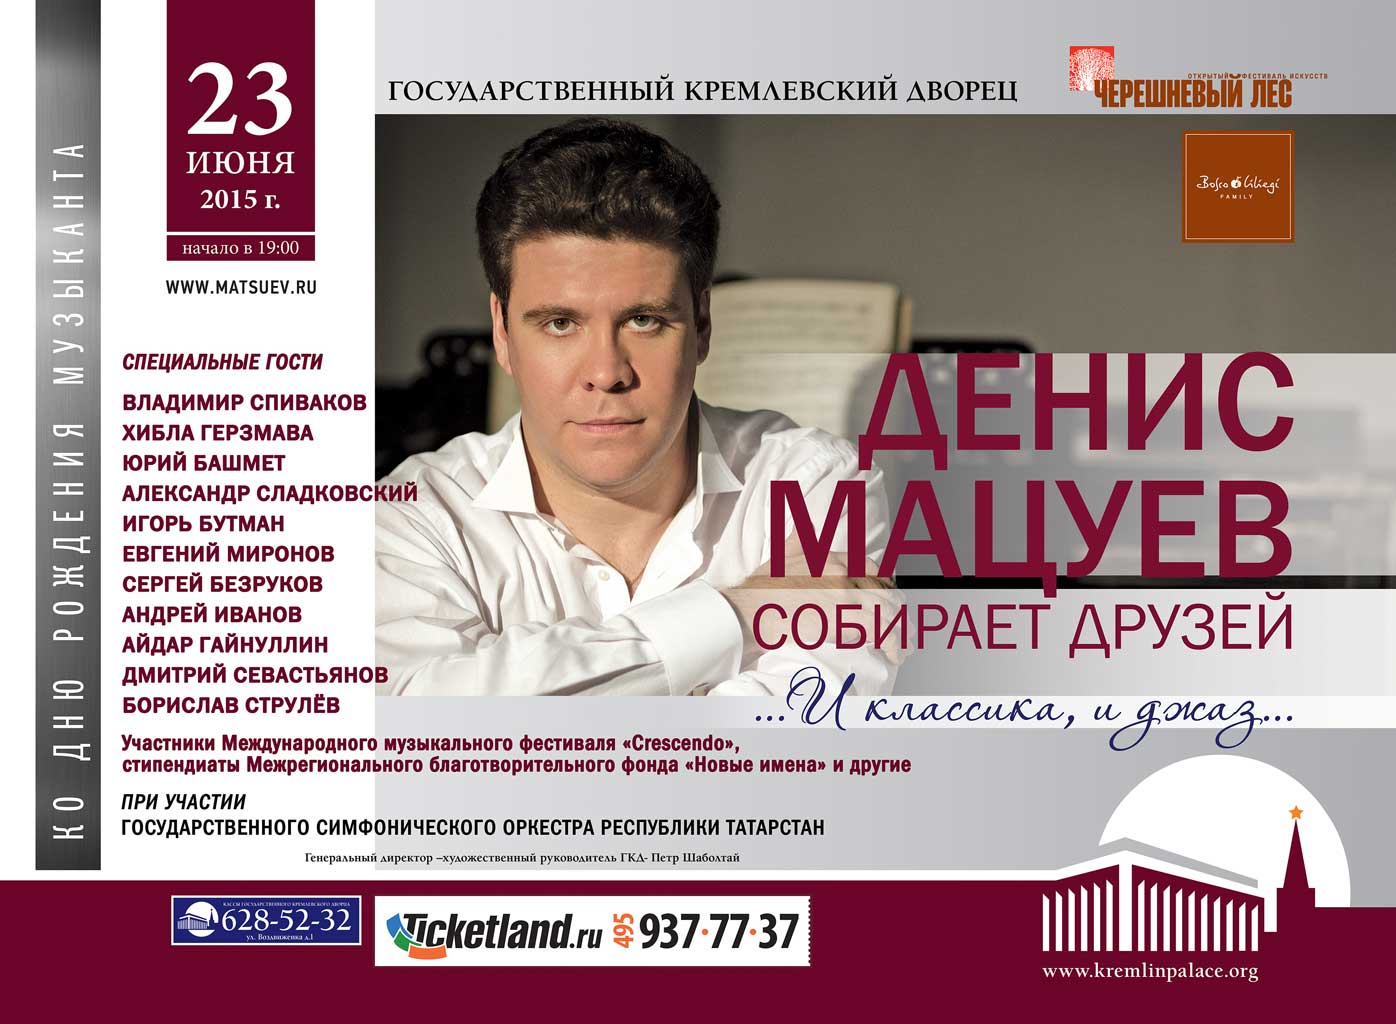 КО ДНЮ РОЖДЕНИЯ МУЗЫКАНТА
23
ИЮНЯ
2015 г.
начало в 19:00
WWW.MATSUEV.RU
ГОСУДАРСТВЕННЫЙ КРЕМЛЕВСКИЙ ДВОРЕЦ
ОТКРЫТЫЙ ФЕСТИВАЛЬ ИСКУССТВ
ЧЕРЕШНЕВЫЙ ЛЕС
Bosco di Ciliegi
FAMILY
СПЕЦИАЛЬНЫЕ ГОСТИ
ВЛАДИМИР СПИВАКОВ
ХИБЛА ГЕРЗМАВА
ЮРИЙ БАШМЕТ
АЛЕКСАНДР СЛАДКОВСКИЙ
ИГОРЬ БУТМАН
ЕВГЕНИЙ МИРОНОВ
СЕРГЕЙ БЕЗРУКОВ
АНДРЕЙ ИВАНОВ
АЙДАР ГАЙНУЛЛИН
ДМИТРИЙ СЕВАСТЬЯНОВ
БОРИСЛАВ СТРУЛЁВ
Участники Международного музыкального фестиваля «Crescendo»,
стипендиаты Межрегионального благотворительного фонда «Новые имена» и другие
ПРИ УЧАСТИИ
ГОСУДАРСТВЕННОГО СИМФОНИЧЕСКОГО ОРКЕСТРА РЕСПУБЛИКИ ТАТАРСТАН
Генеральный директор –художественный руководитель ГКД- Петр Шаболтай
ДЕНИС
МАЦУЕВ
СОБИРАЕТ ДРУЗЕЙ
...И классика, и джаз...
КАССЫ ГОСУДАРСТВЕННОГО КРЕМЛЕВСКОГО ДВОРЦА
628-52-32
ул. Воздвиженка д.1
Ticketland.ru 495 937·77·37
www.kremlinpalace.org